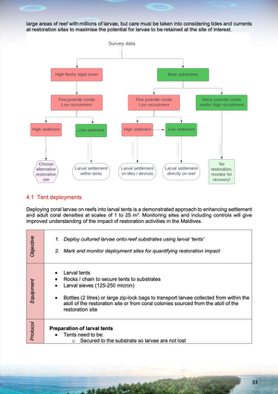 large areas of reef with millions of larvae, but care must be taken into considering tides and currents
at restoration sites to maximise the potential for larvae to be retained at the site of interest.
Survey data
High fleshy algal cover
Bare substrates
Few juvenile corals
Low recruitment
Few juvenile corals
Low recruitment
Many juvenile corals
and/or high recruitment
High sediment
Low sediment
High sediment
Low sediment
Choose
alternative
restoration
site
Larval settlement
within tents
Larval settlement
on tiles / devices
Larval settlement
directly on reef
No
restoration,
monitor for
recovery!
4.1 Tent deployments
Deploying coral larvae on reefs into larval tents is a demonstrated approach to enhancing settlement
and adult coral densities at scales of 1 to 25 m². Monitoring sites and including controls will give
improved understanding of the impact of restoration activities in the Maldives.
Objective
1. Deploy cultured larvae onto reef substrates using larval 'tents'
2. Mark and monitor deployment sites for quantifying restoration impact
Equipment
• Larval tents
• Rocks / chain to secure tents to substrates
• Larval sieves (125-250 micron)
• Bottles (2 litres) or large zip-lock bags to transport larvae collected from within the
atoll of the restoration site or from coral colonies sourced from the atoll of the
restoration site
Protocol
Preparation of larval tents
• Tents need to be:
o Secured to the substrate so larvae are not lost
33